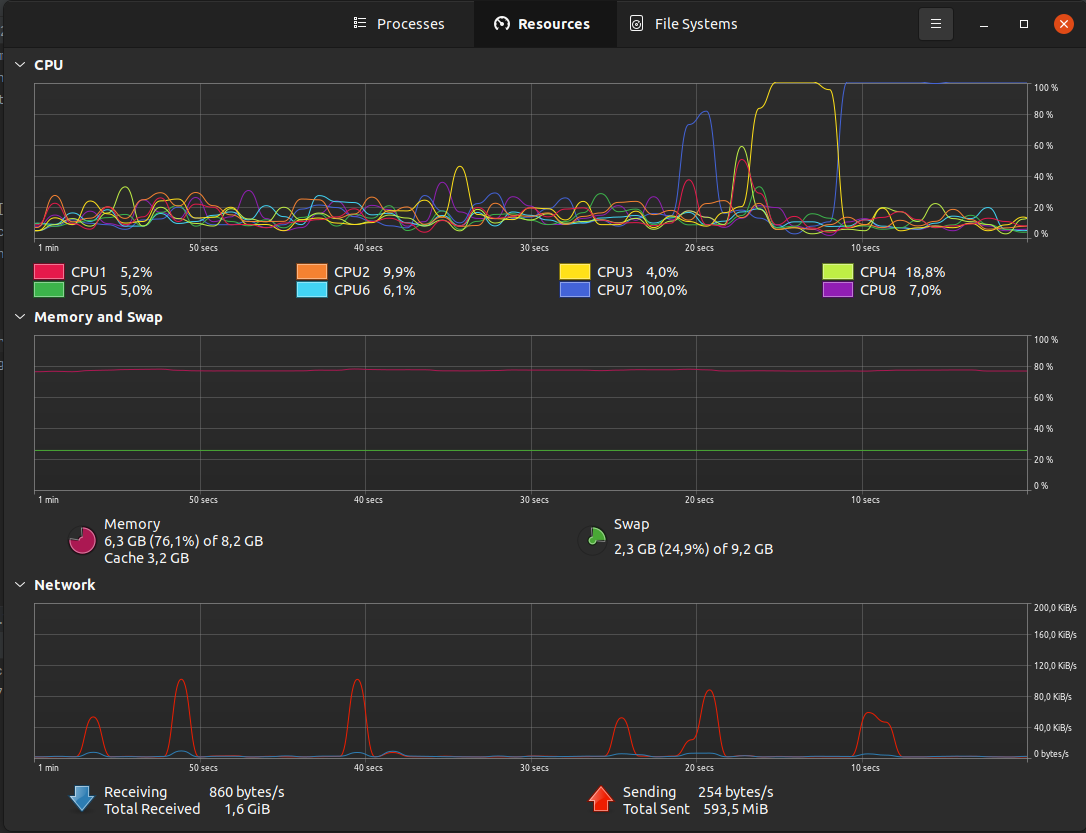 Processes Resources File Systems
CPU
100 %
80 %
60 %
40 %
20 %
0 %
1 min 50 secs 40 secs 30 secs 20 secs 10 secs
CPU1 5,2% CPU2 9,9% CPU3 4,0% CPU4 18,8%
CPU5 5,0% CPU6 6,1% CPU7 100,0% CPU8 7,0%
Memory and Swap
100 %
80 %
60 %
40 %
20 %
0 %
1 min 50 secs 40 secs 30 secs 20 secs 10 secs
Memory
6,3 GB (76,1%) of 8,2 GB
Cache 3,2 GB
Swap
2,3 GB (24,9%) of 9,2 GB
Network
200,0 KiB/s
160,0 KiB/s
120,0 KiB/s
80,0 KiB/s
40,0 KiB/s
0 bytes/s
1 min 50 secs 40 secs 30 secs 20 secs 10 secs
Receiving 860 bytes/s
Total Received 1,6 GiB
Sending 254 bytes/s
Total Sent 593,5 MiB